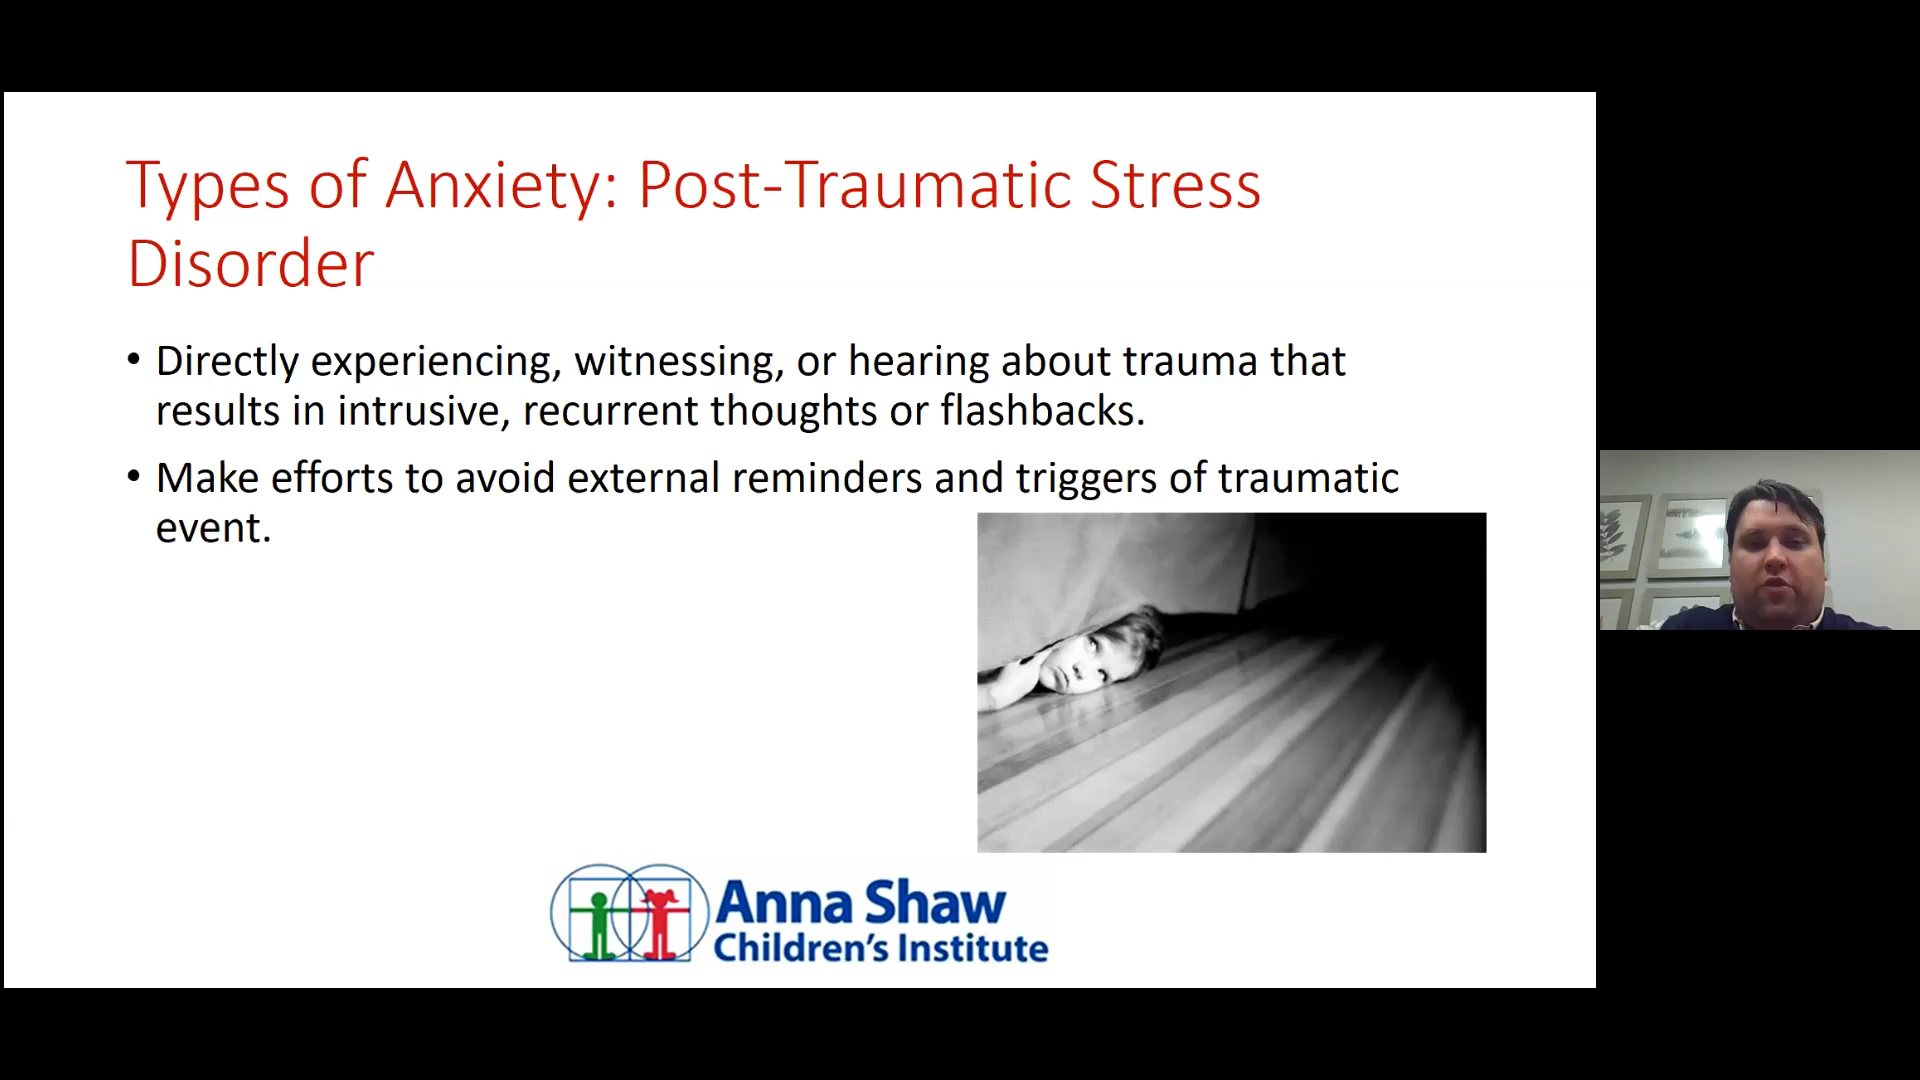 Types of Anxiety: Post-Traumatic Stress
Disorder
• Directly experiencing, witnessing, or hearing about trauma that
results in intrusive, recurrent thoughts or flashbacks.
• Make efforts to avoid external reminders and triggers of traumatic
event.
Anna Shaw
Children's Institute